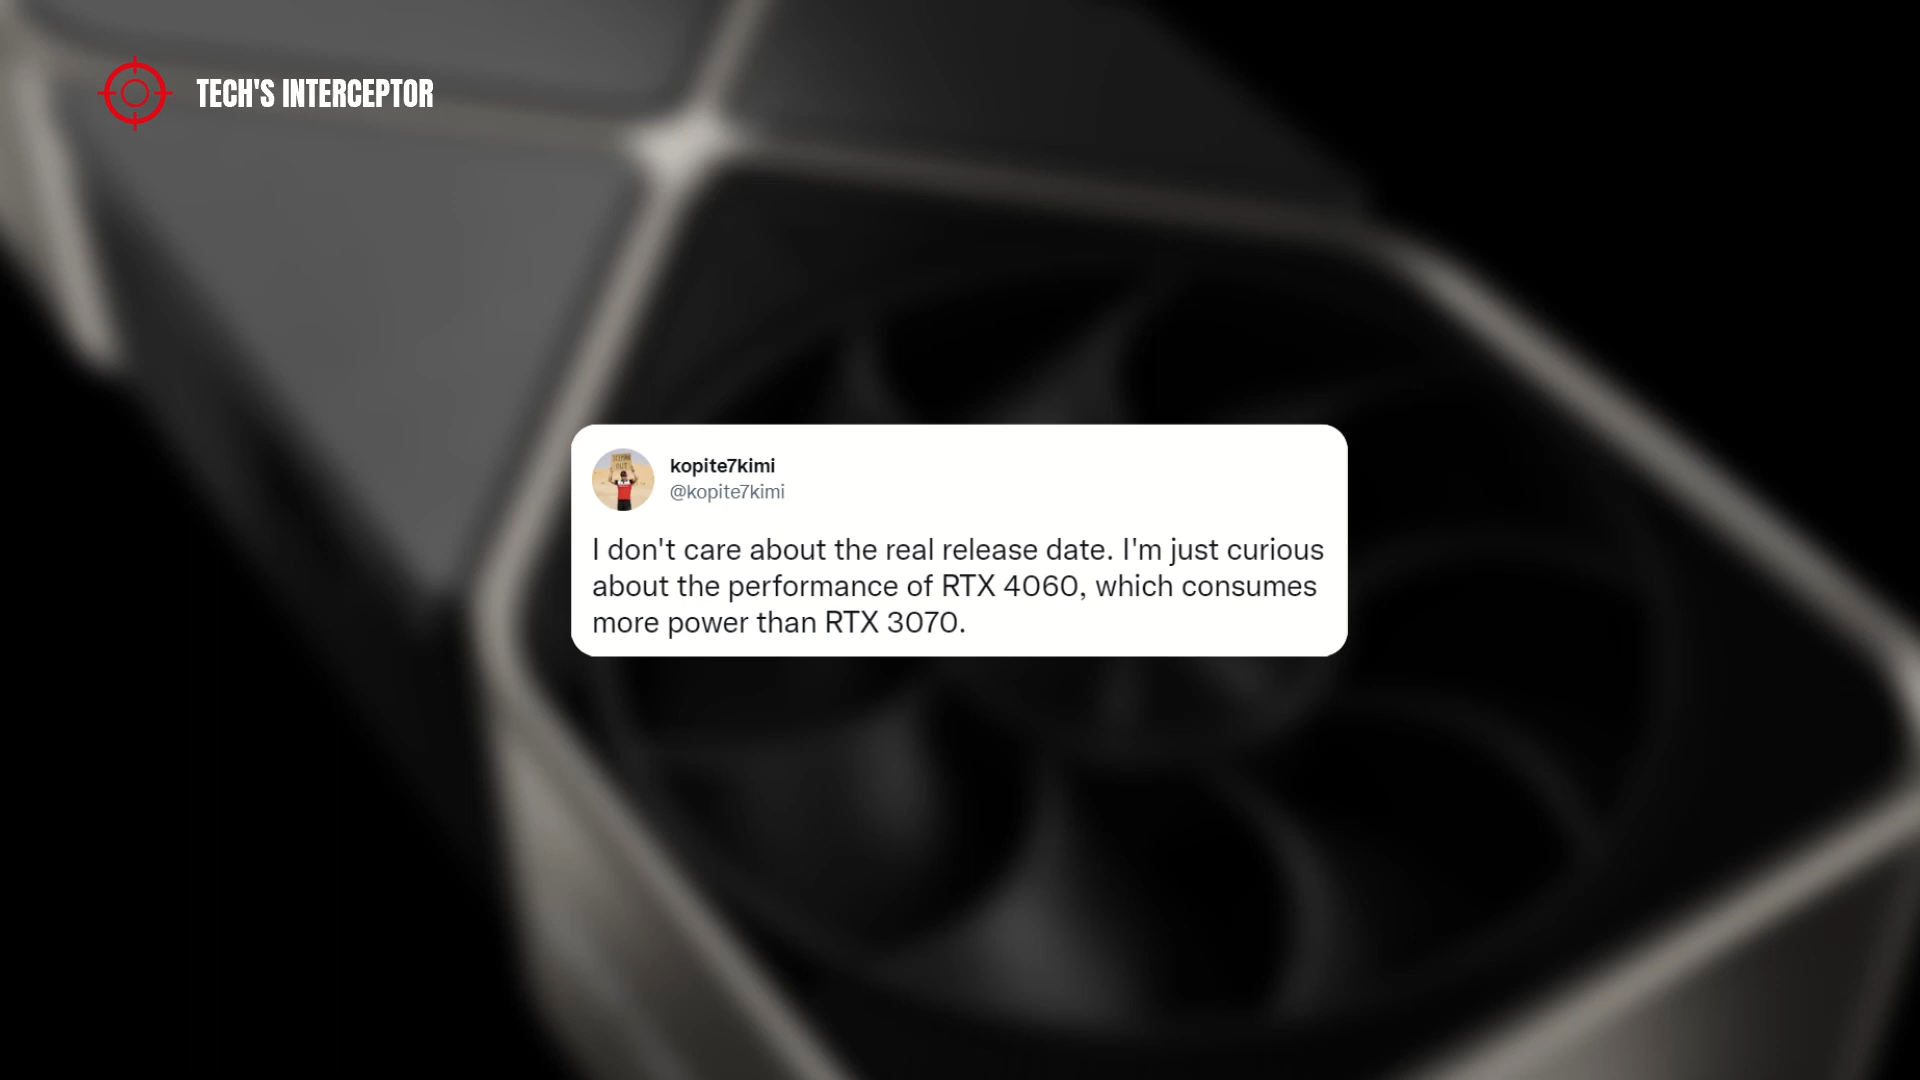 TECH'S INTERCEPTOR
kopite7kimi
@kopite7kimi
I don't care about the real release date. I'm just curious
about the performance of RTX 4060, which consumes
more power than RTX 3070.